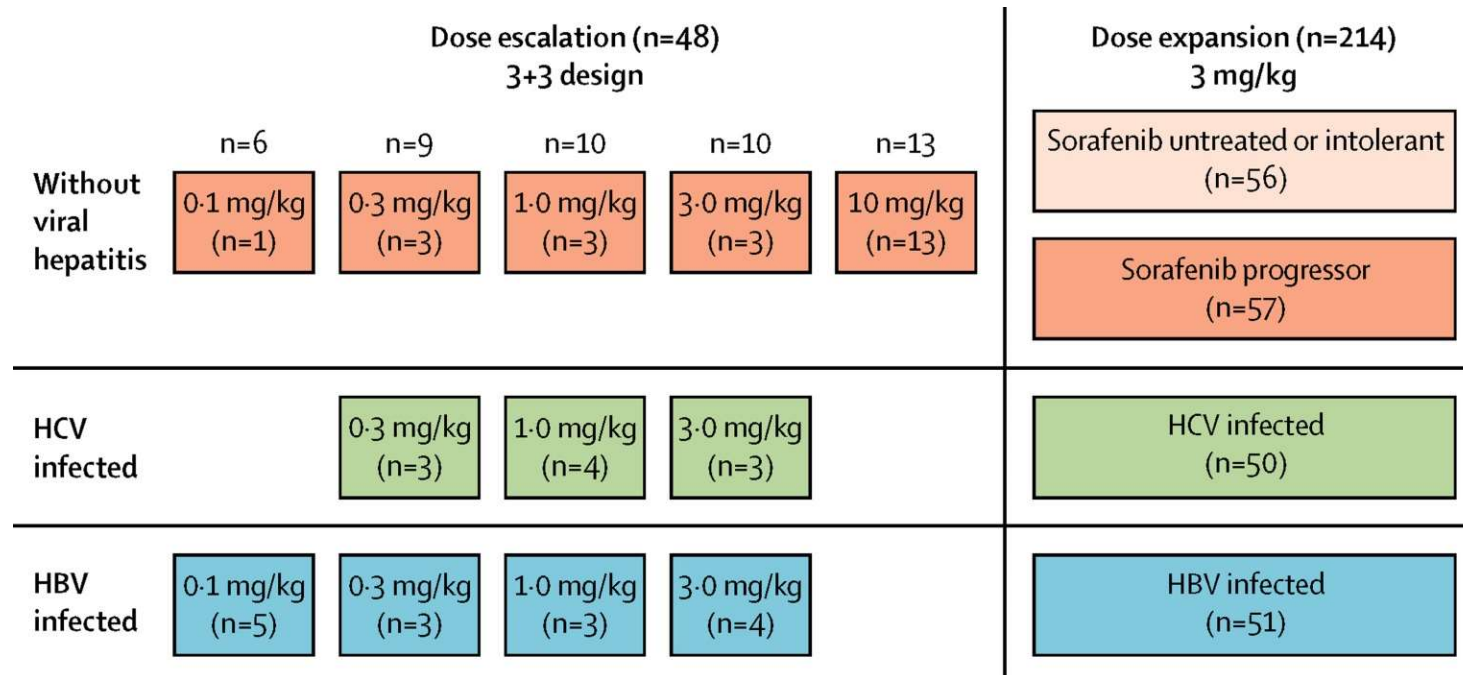 Dose escalation (n=48)
3+3 design
Dose expansion (n=214)
3 mg/kg
n=6
n=9
n=10
n=10
n=13
Without
viral
hepatitis
0·1 mg/kg
(n=1)
0·3 mg/kg
(n=3)
1·0 mg/kg
(n=3)
3·0 mg/kg
(n=3)
10 mg/kg
(n=13)
Sorafenib untreated or intolerant
(n=56)
Sorafenib progressor
(n=57)
HCV
infected
0·3 mg/kg
(n=3)
1·0 mg/kg
(n=4)
3·0 mg/kg
(n=3)
HCV infected
(n=50)
HBV
infected
0·1 mg/kg
(n=5)
0·3 mg/kg
(n=3)
1·0 mg/kg
(n=3)
3·0 mg/kg
(n=4)
HBV infected
(n=51)